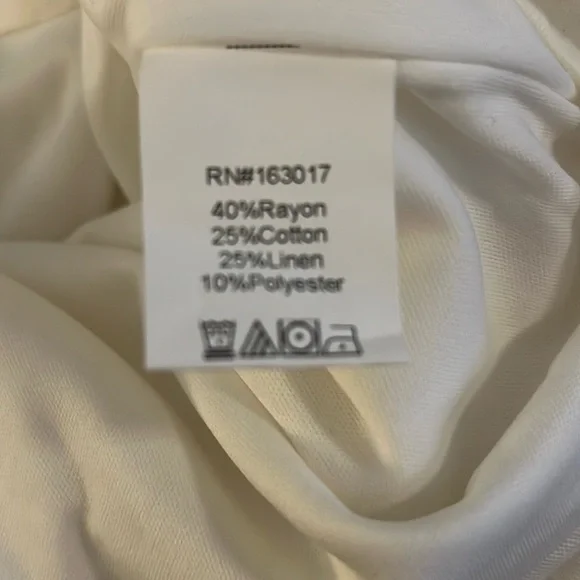 RN#163017
40%Rayon
25%Cotton
25%Linen
10%Polyester